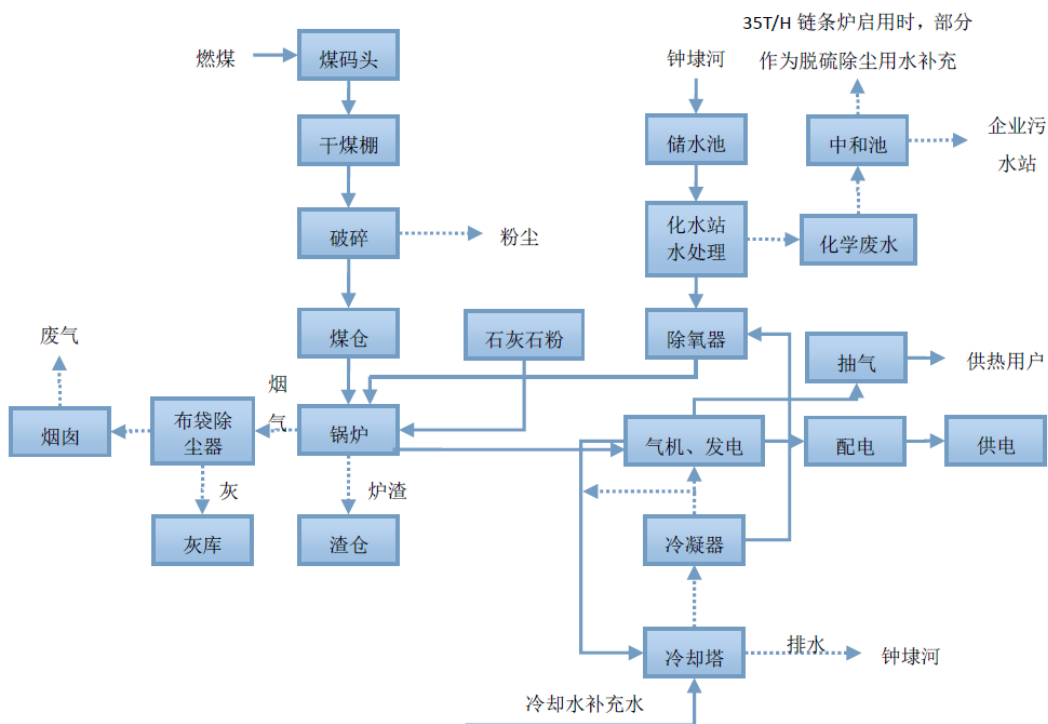 35T/H 链条炉启用时，部分
作为脱硫除尘用水补充
燃煤
煤码头
钟埭河
干煤棚
储水池
中和池
企业污
水站
破碎
粉尘
化水站
水处理
化学废水
煤仓
石灰石粉
除氧器
废气
抽气
供热用户
烟
气
烟囱
布袋除
尘器
锅炉
气机、发电
配电
供电
灰
炉渣
灰库
渣仓
冷凝器
冷却塔
排水
钟埭河
冷却水补充水